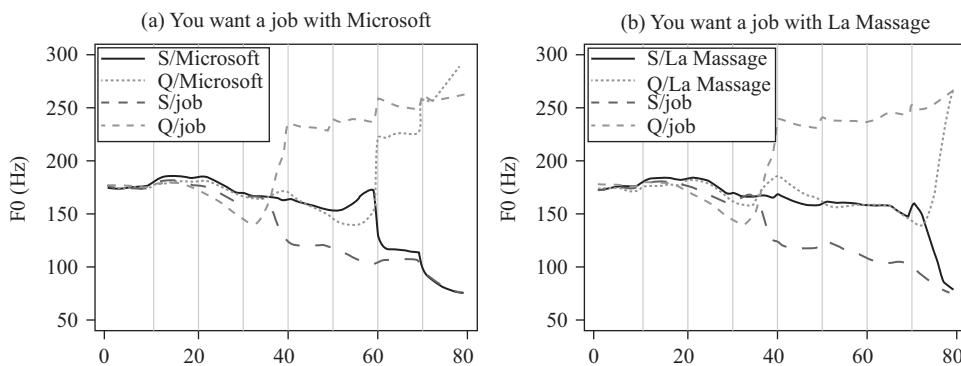 (a) You want a job with Microsoft
300
250
200
150
100
50
F0 (Hz)
S/Microsoft
Q/Microsoft
S/job
Q/job
0 20 40 60 80
(b) You want a job with La Massage
300
250
200
150
100
50
F0 (Hz)
S/La Massage
Q/La Massage
S/job
Q/job
0 20 40 60 80